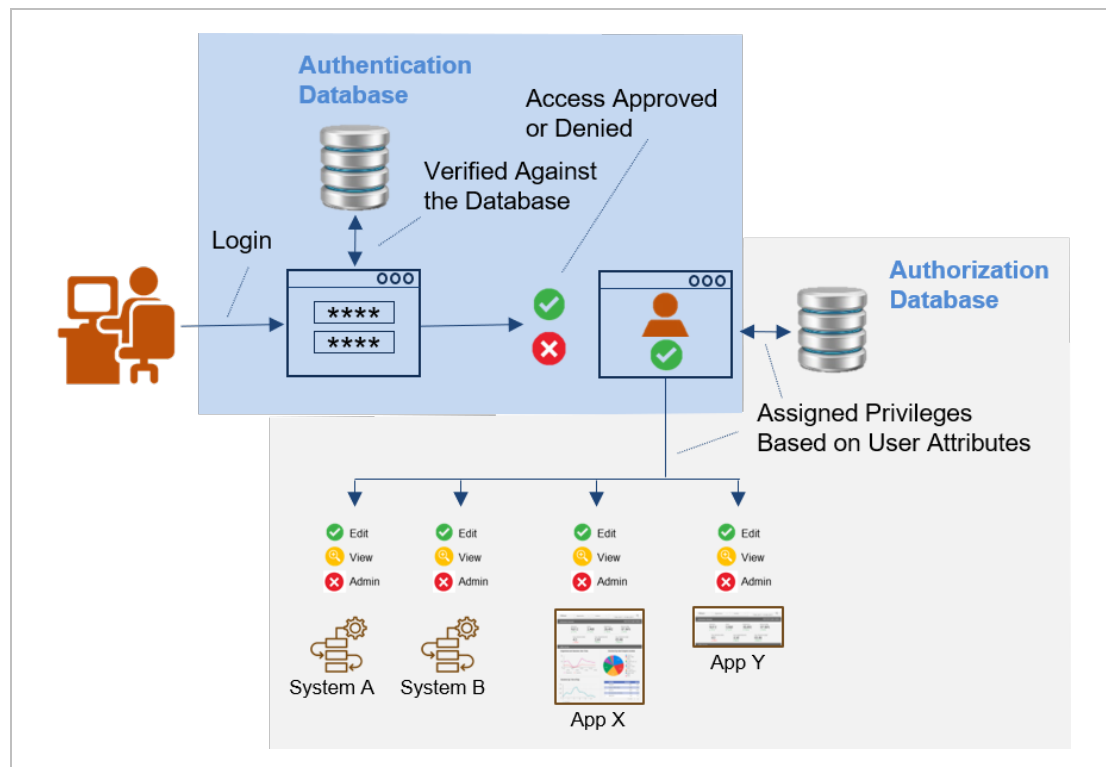 Authentication
Database
Access Approved
or Denied
Verified Against
the Database
Login
****
****
Authorization
Database
Assigned Privileges
Based on User Attributes
Edit
View
Admin
Edit
View
Admin
Edit
View
Admin
Edit
View
Admin
System A
System B
App X
App Y